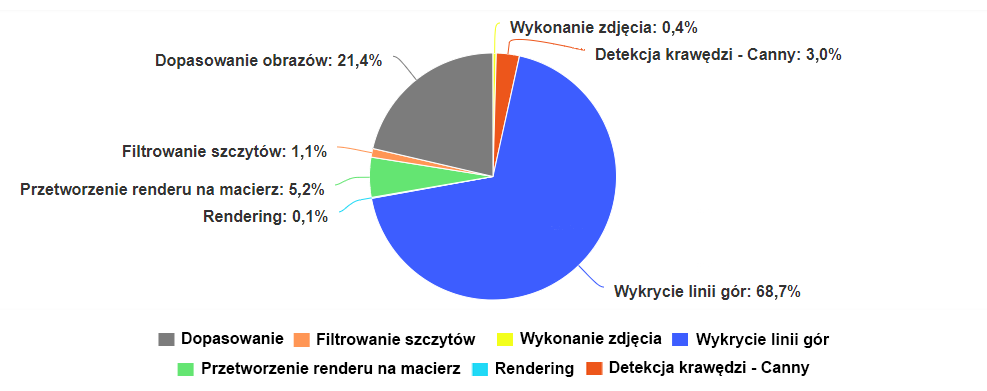 Wykonanie zdjęcia: 0,4%
Detekcja krawędzi - Canny: 3,0%
Dopasowanie obrazów: 21,4%
Filtrowanie szczytów: 1,1%
Przetworzenie renderu na macierz: 5,2%
Rendering: 0,1%
Wykrycie linii gór: 68,7%
Dopasowanie Filtrowanie szczytów Wykonanie zdjęcia Wykrycie linii gór
Przetworzenie renderu na macierz Rendering Detekcja krawędzi - Canny